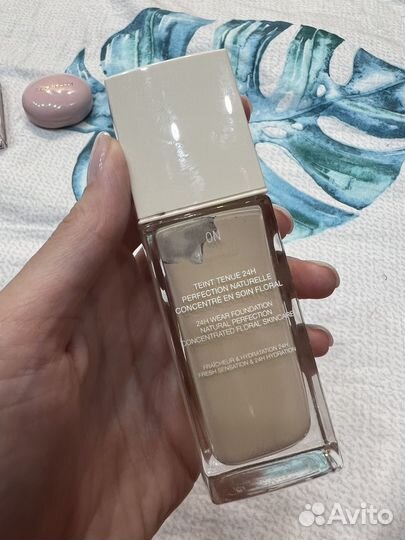 0N
TEINT TENUE 24H
PERFECTION NATURELLE
CONCENTRÉ EN SOIN FLORAL
24H WEAR FOUNDATION
NATURAL PERFECTION
CONCENTRATED FLORAL SKINCARE
FRAÎCHEUR & HYDRATATION 24H
FRESH SENSATION & 24H HYDRATION
Avito